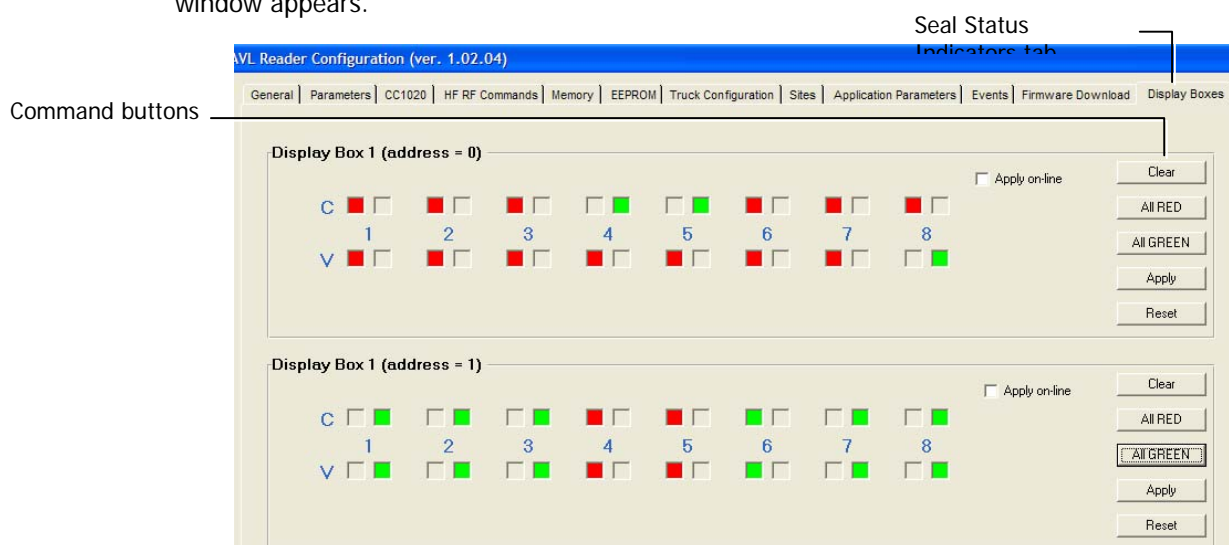 window appears.
Seal Status
Indicators tab
AVL Reader Configuration (ver. 1.02.04)
General Parameters CC1020 HF RF Commands Memory EEPROM Truck Configuration Sites Application Parameters Events Firmware Download Display Boxes
Command buttons
Display Box 1 (address = 0)
Apply on-line
Clear
C
All RED
1 2 3 4 5 6 7 8
All GREEN
V
Apply
Reset
Display Box 1 (address = 1)
Apply on-line
Clear
C
All RED
1 2 3 4 5 6 7 8
All GREEN
V
Apply
Reset